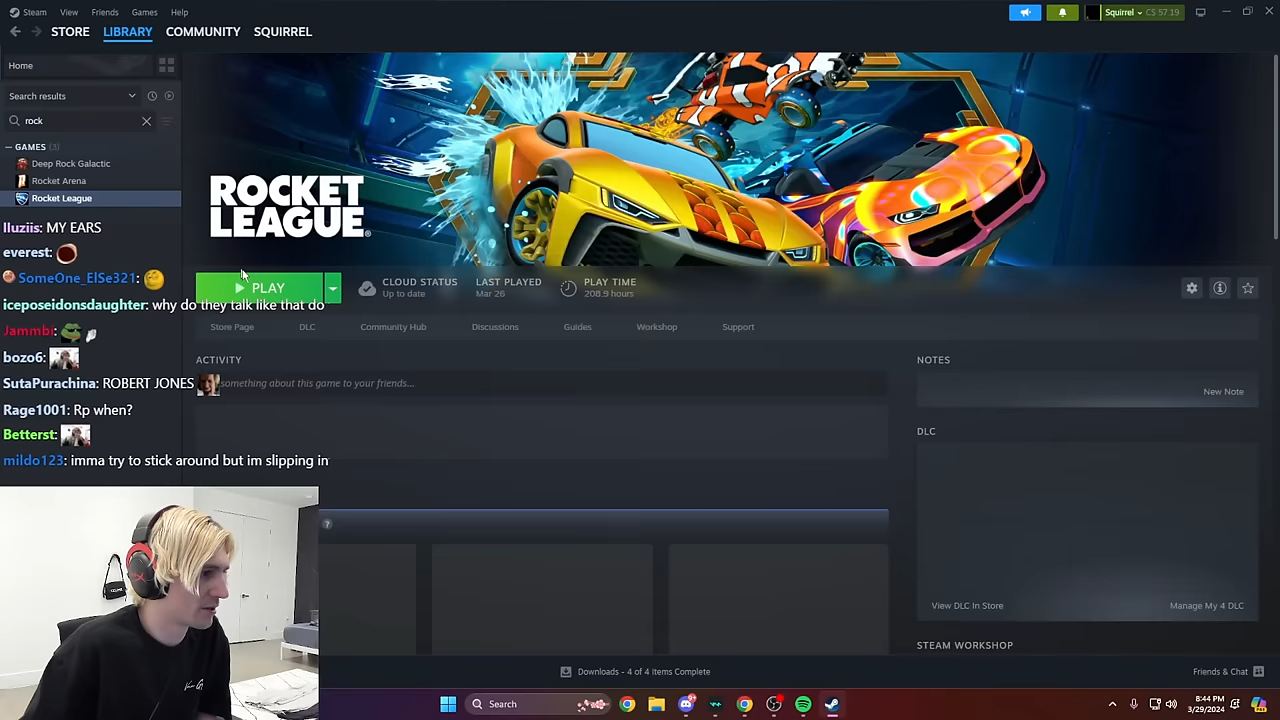 Steam View Friends Games Help
Squirrel C$ 57.19
STORE LIBRARY COMMUNITY SQUIRREL
Home
Search results
rock
GAMES (3)
Deep Rock Galactic
Rocket Arena
Rocket League
ROCKET
LEAGUE
PLAY
CLOUD STATUS
Up to date
LAST PLAYED
Mar 26
PLAY TIME
208.9 hours
Store Page DLC Community Hub Discussions Guides Workshop Support
ACTIVITY
something about this game to your friends...
NOTES
New Note
DLC
View DLC In Store
Manage My 4 DLC
STEAM WORKSHOP
lluziis: MY EARS
everest:
SomeOne_ElSe321:
iceposeidonsdaughter: why do they talk like that do
Jammbi:
bozo6:
SutaPurachina: ROBERT JONES
Rage1001: Rp when?
Betterst:
mildo123: imma try to stick around but im slipping in
?
Downloads - 4 of 4 Items Complete
Friends & Chat
Search
8:44 PM
3/29/2024